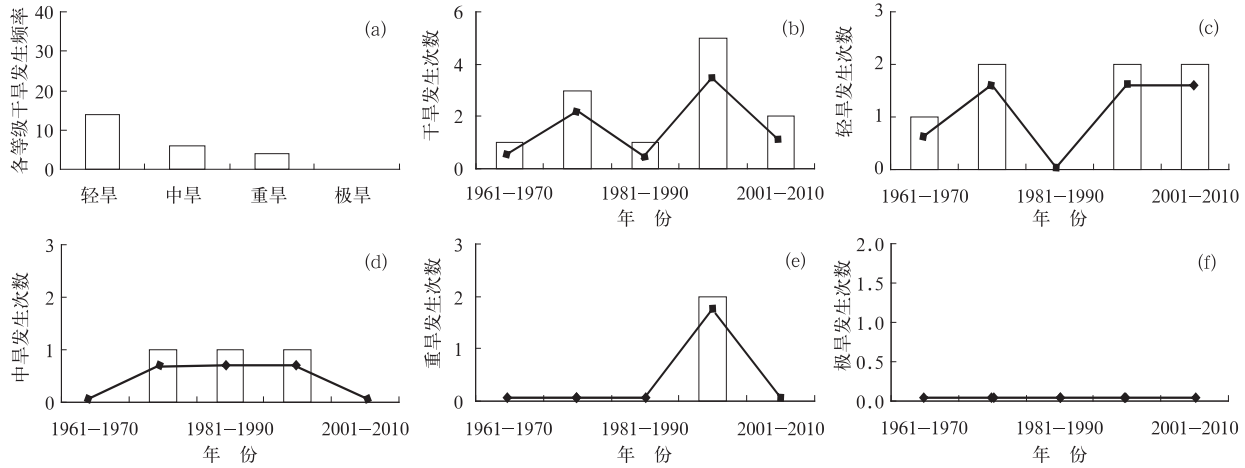 各等级干旱发生频率
40
30
20
10
0
(a)
轻旱 中旱 重旱 极旱
干旱发生次数
6
4
2
0
(b)
1961—1970 1981—1990 2001—2010
年 份
轻旱发生次数
3
2
1
0
(c)
1961—1970 1981—1990 2001—2010
年 份
中旱发生次数
3
2
1
0
(d)
1961—1970 1981—1990 2001—2010
年 份
重旱发生次数
3
2
1
0
(e)
1961—1970 1981—1990 2001—2010
年 份
极旱发生次数
2.0
1.5
1.0
0.5
0.0
(f)
1961—1970 1981—1990 2001—2010
年 份